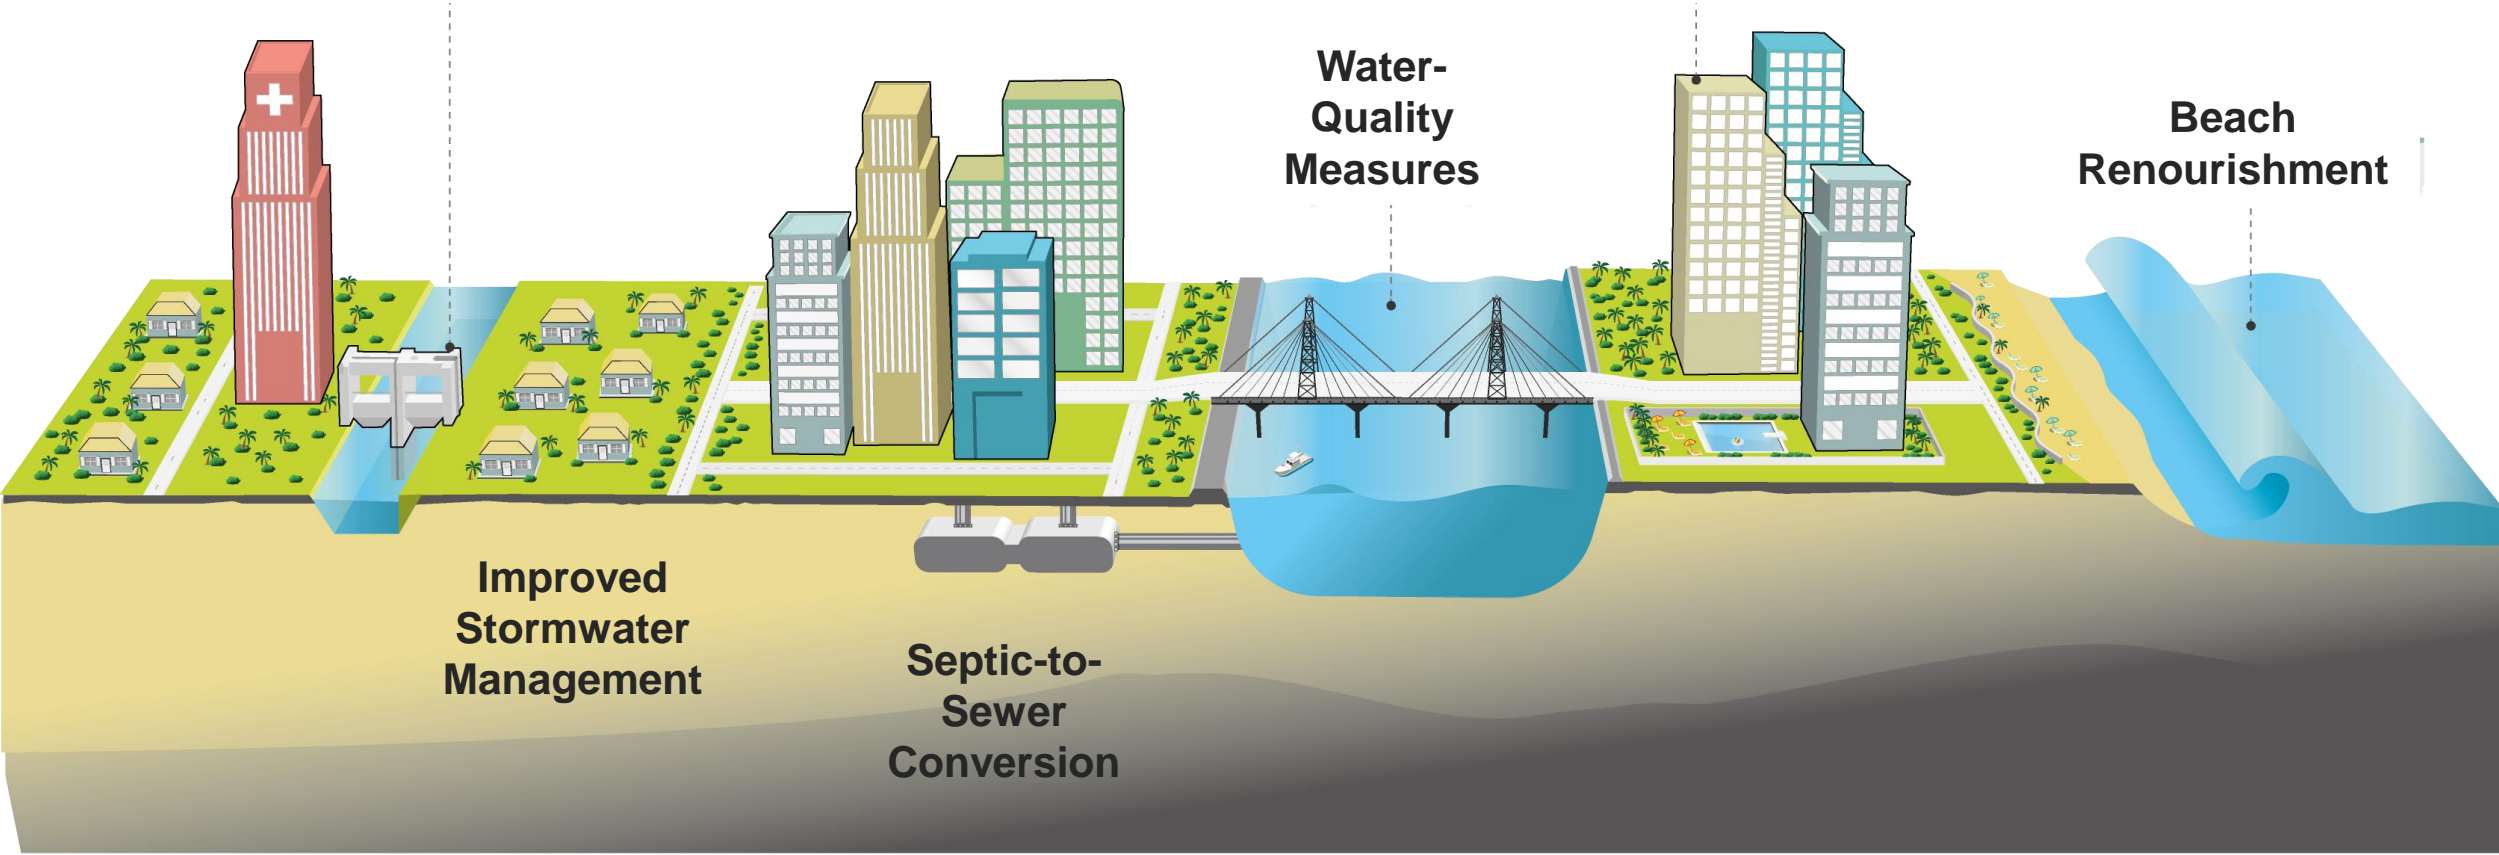 Water-
Quality
Measures
Beach
Renourishment
Improved
Stormwater
Management
Septic-to-
Sewer
Conversion